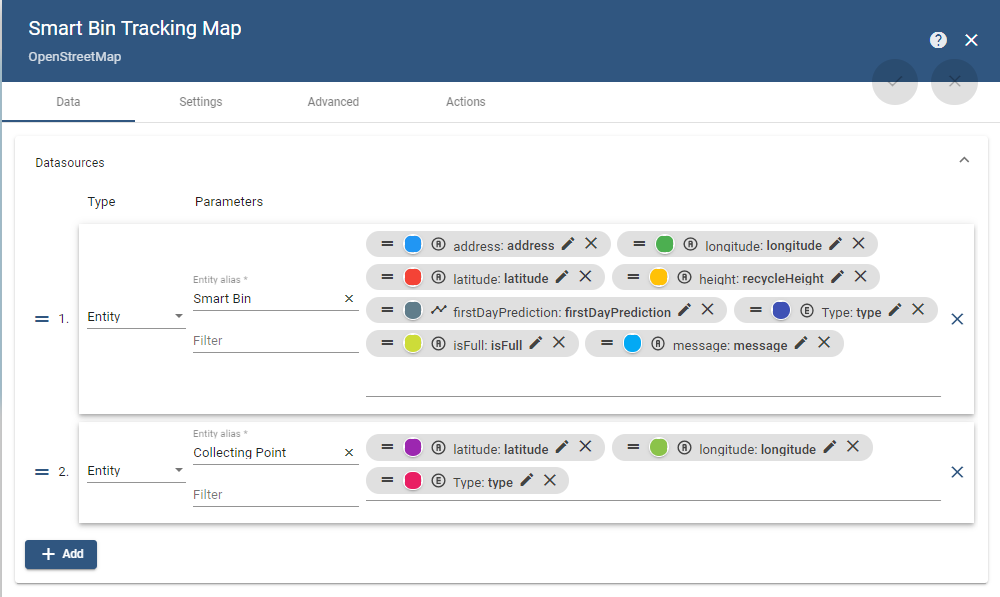 Smart Bin Tracking Map
OpenStreetMap
?
Data Settings Advanced Actions
Datasources
Type Parameters
A address: address A longitude: longitude
A latitude: latitude A height: recycleHeight
Entity alias *
Smart Bin
firstDayPrediction: firstDayPrediction E Type: type
1. Entity
Filter
A isFull: isFull A message: message
Entity alias *
Collecting Point
A latitude: latitude A longitude: longitude
2. Entity
E Type: type
Filter
+ Add